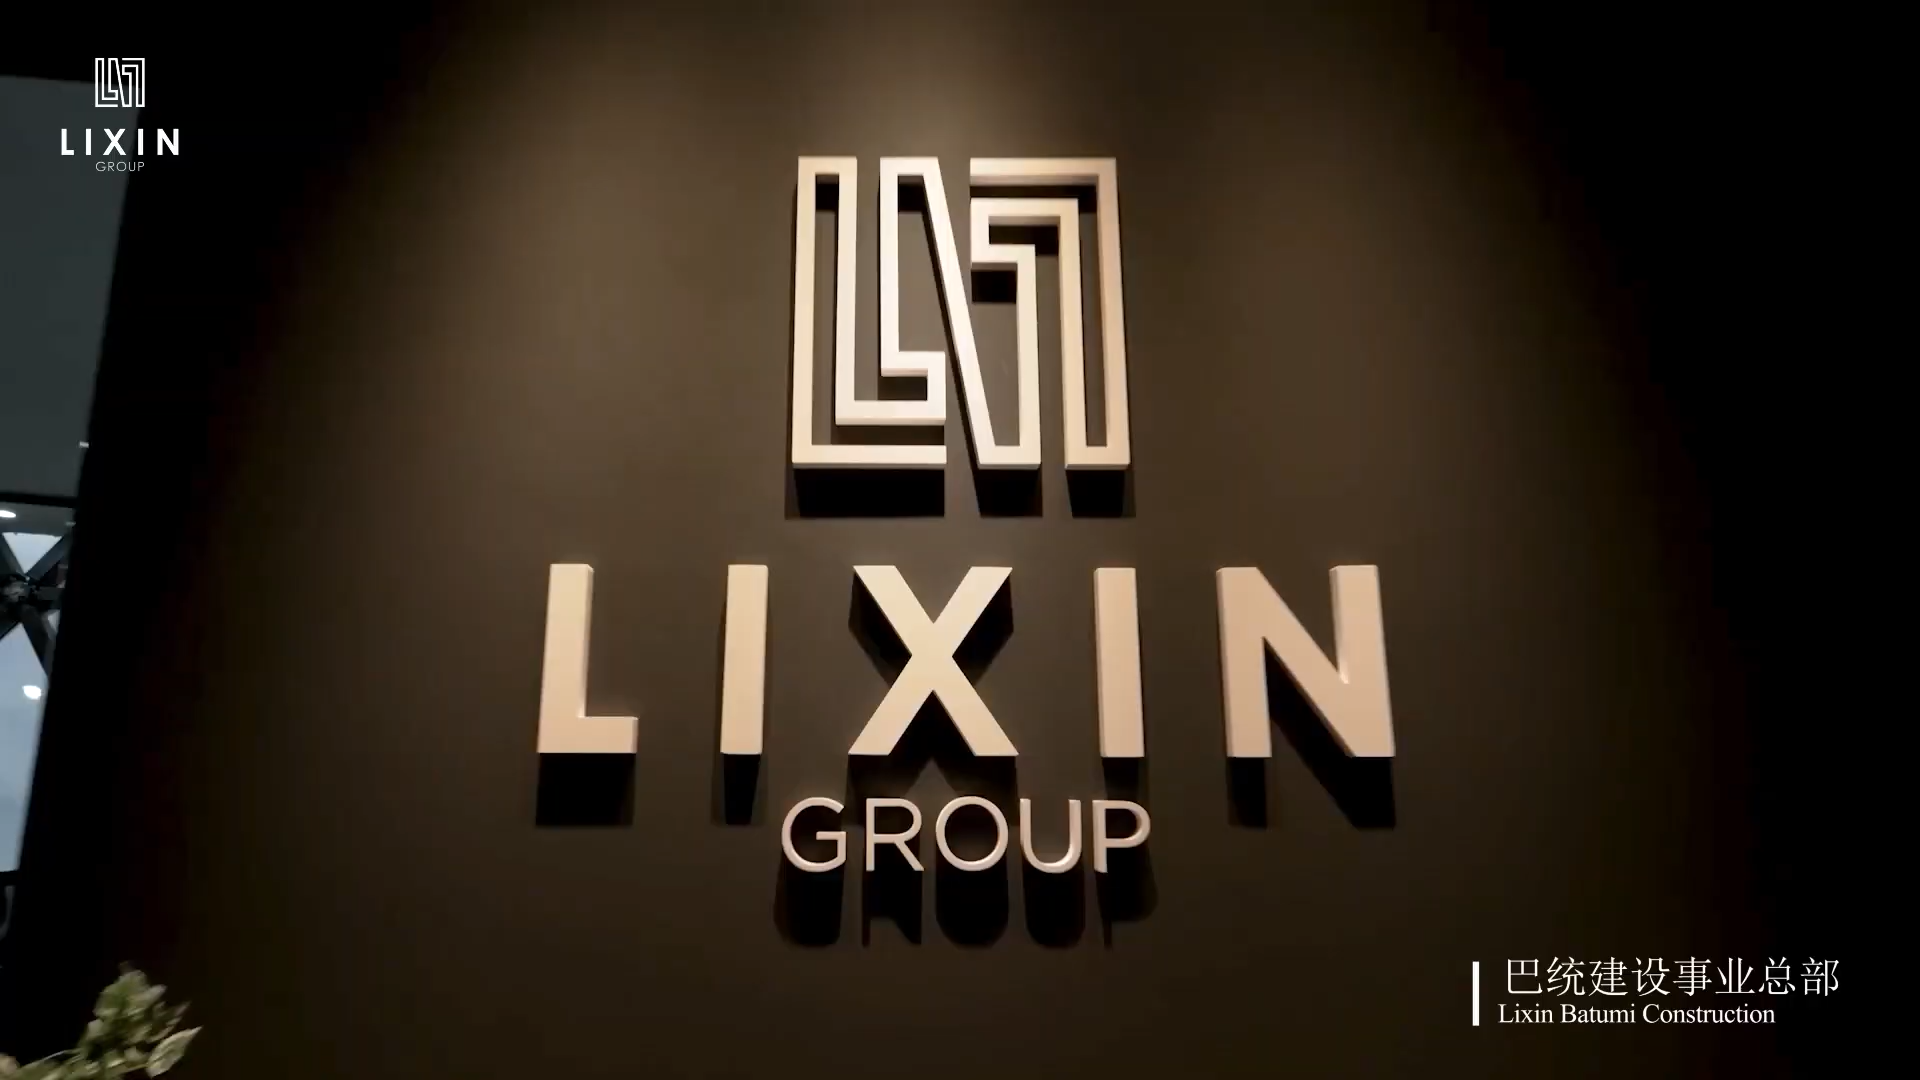 LIXIN
GROUP
LIXIN
GROUP
巴统建设事业总部
Lixin Batumi Construction